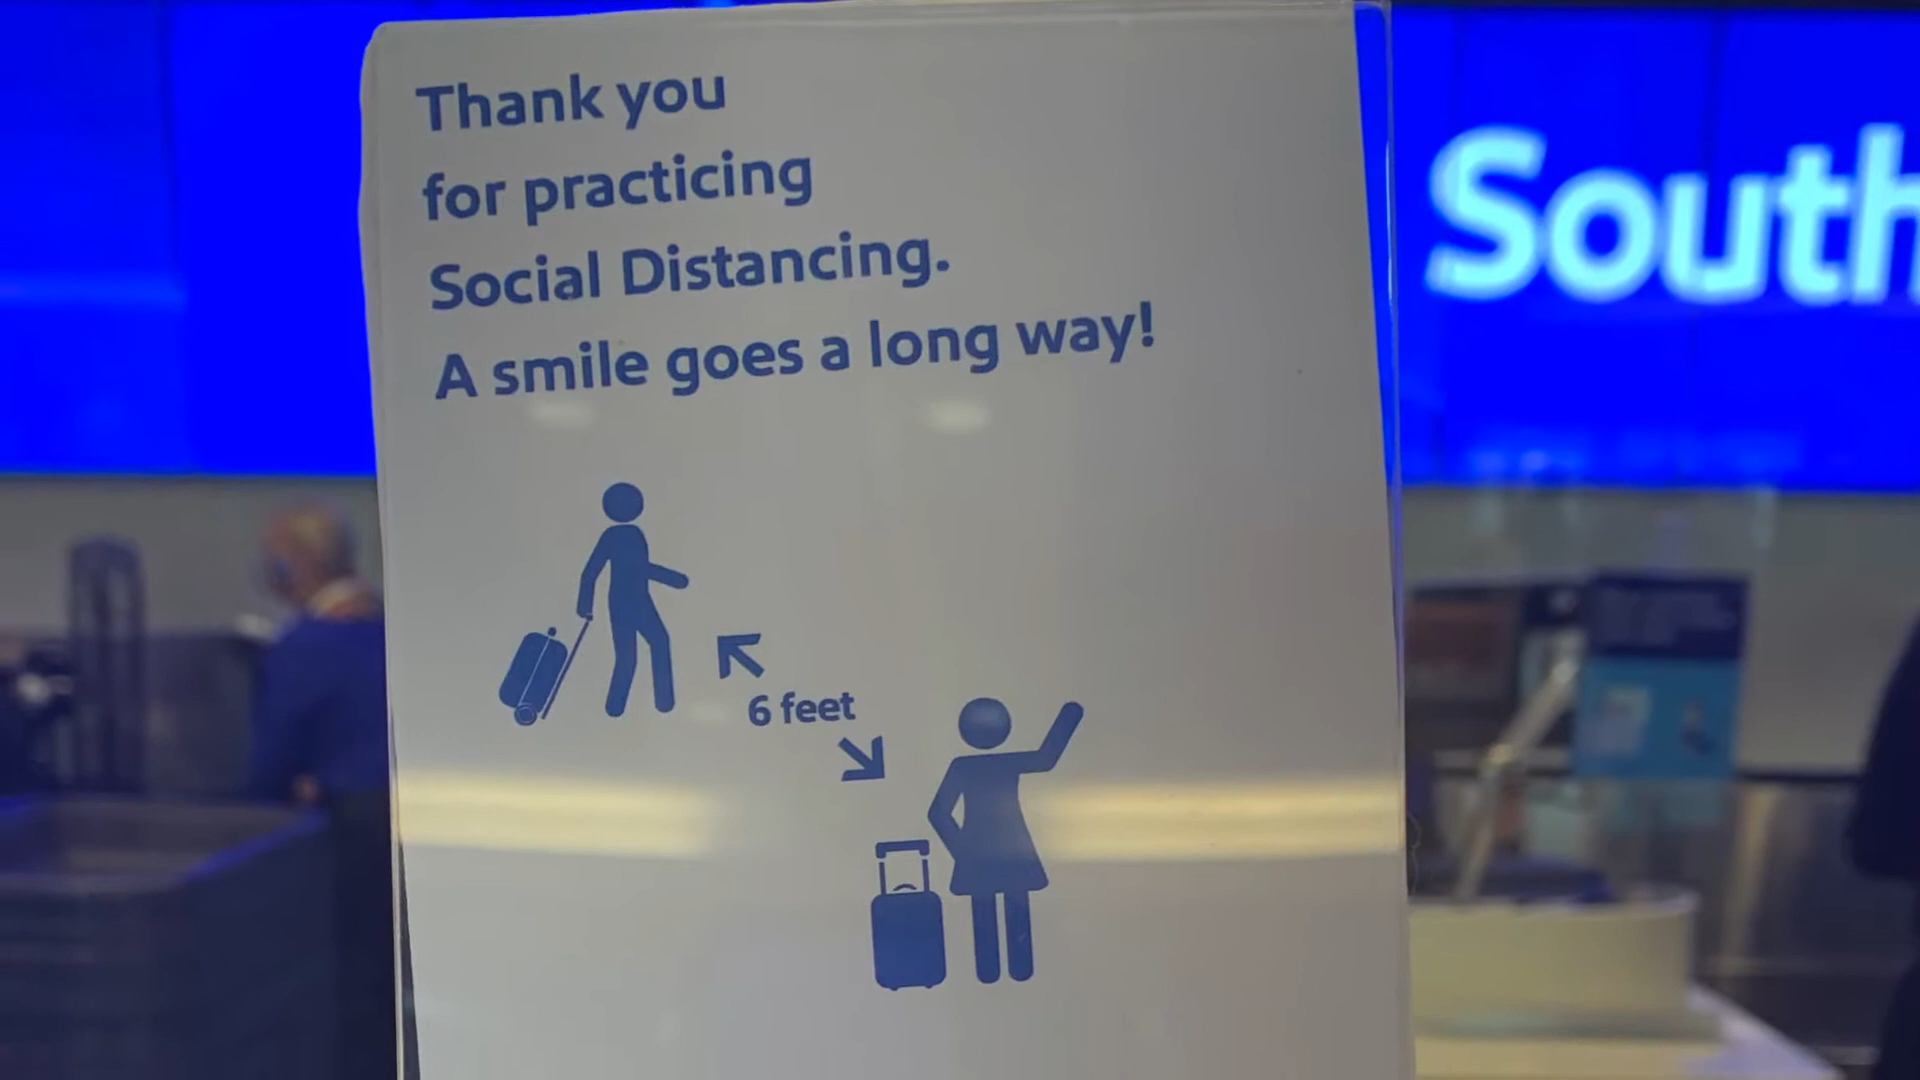 Thank you
for practicing
Social Distancing.
A smile goes a long way!
6 feet
South